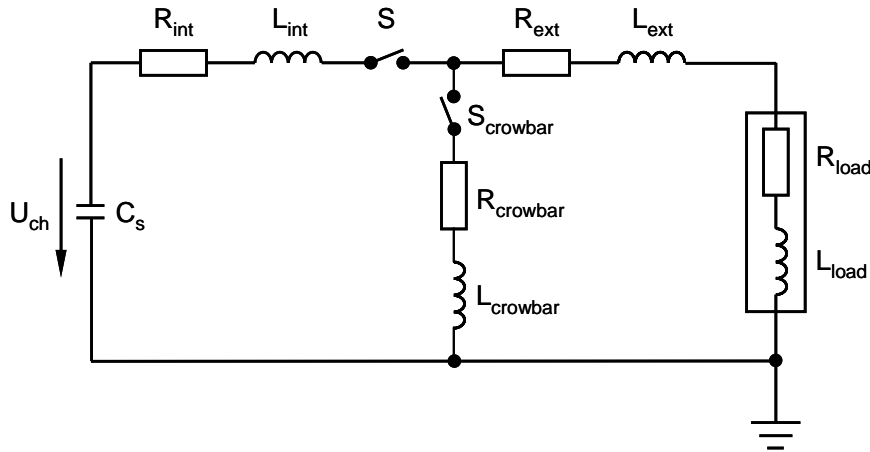 R_int L_int S R_ext L_ext
S_crowbar
R_load
U_ch C_s R_crowbar
L_load
L_crowbar